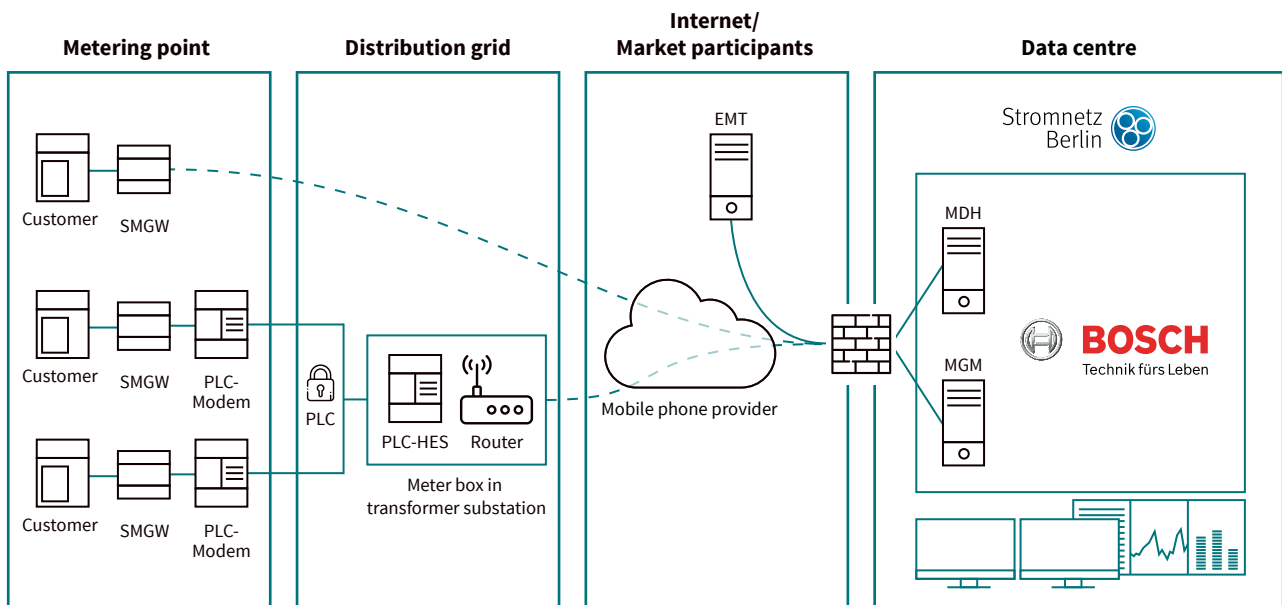 Metering point
Distribution grid
Internet/
Market participants
Data centre
Customer
SMGW
Customer
SMGW
PLC-
Modem
Customer
SMGW
PLC-
Modem
PLC
PLC-HES
Router
Meter box in
transformer substation
EMT
Mobile phone provider
Stromnetz
Berlin
MDH
MGM
BOSCH
Technik fürs Leben